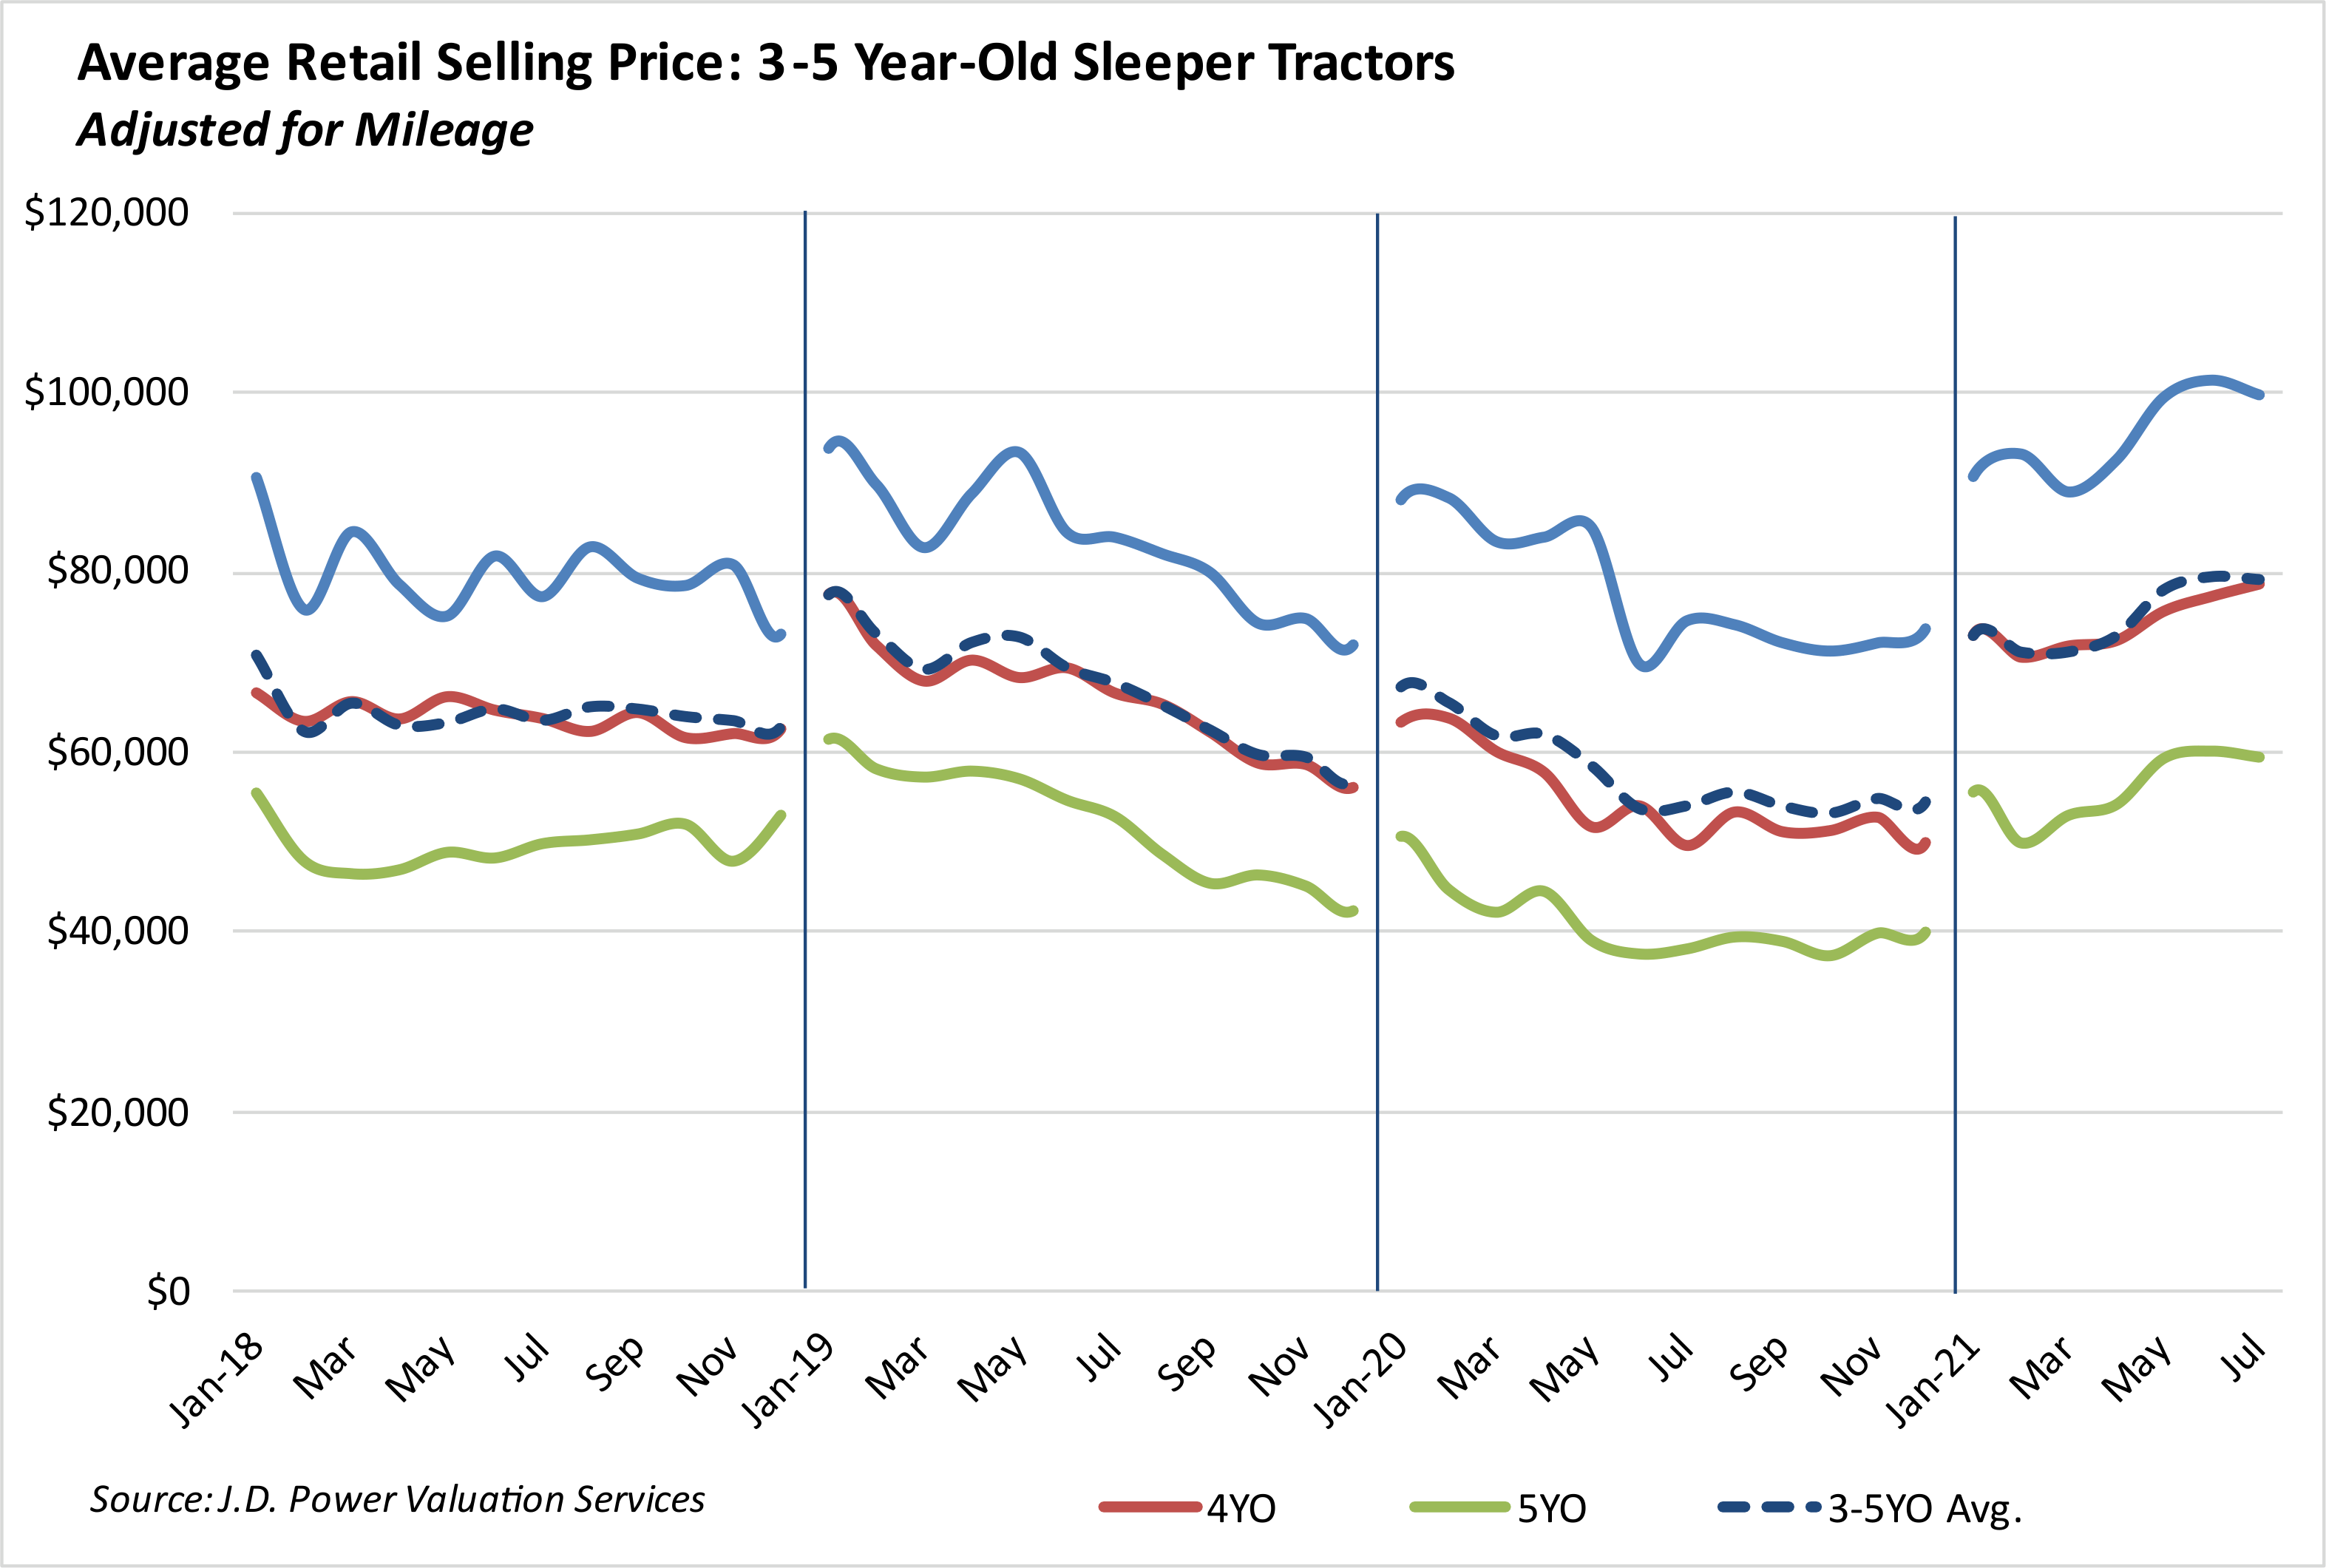 Average Retail Selling Price: 3-5 Year-Old Sleeper Tractors
Adjusted for Mileage
$120,000
$100,000
$80,000
$60,000
$40,000
$20,000
$0
Jan-18
Mar
May
Jul
Sep
Nov
Jan-19
Mar
May
Jul
Sep
Nov
Jan-20
Mar
May
Jul
Sep
Nov
Jan-21
Mar
May
Jul
Source: J.D. Power Valuation Services
4YO
5YO
3-5YO Avg.